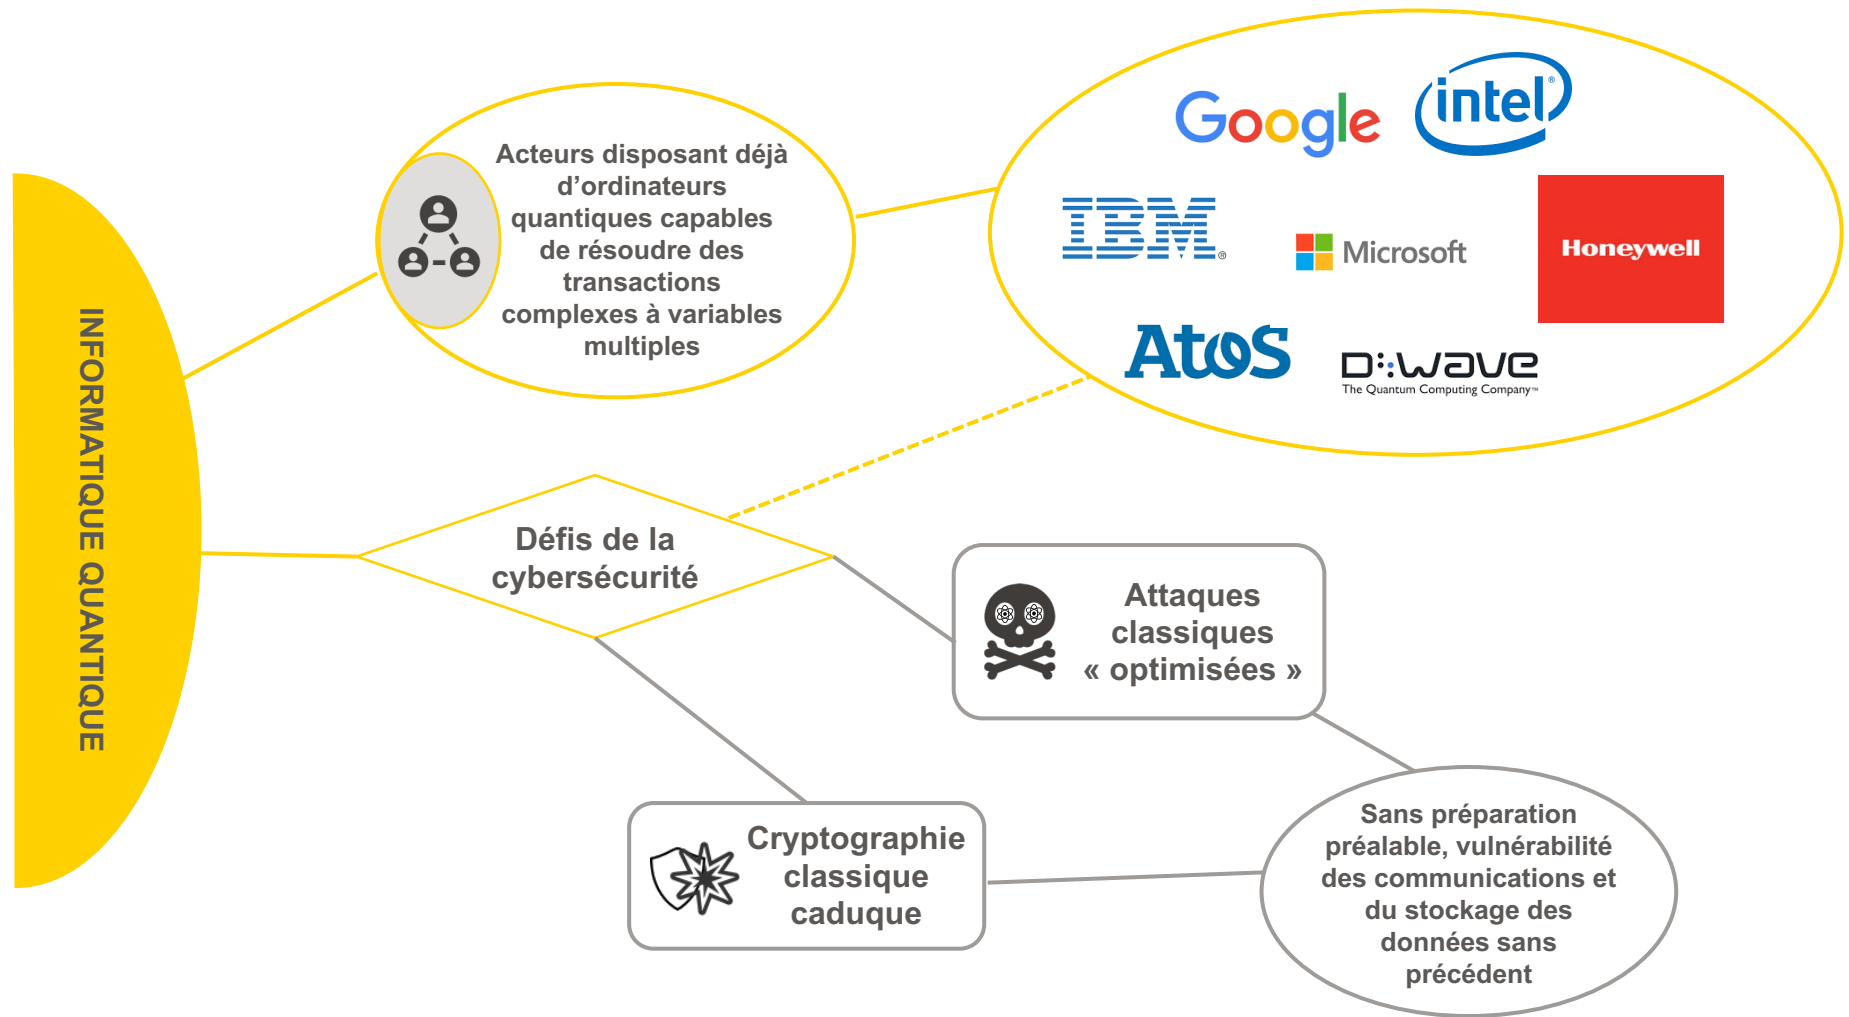 INFORMATIQUE QUANTIQUE
Acteurs disposant déjà
d’ordinateurs
quantiques capables
de résoudre des
transactions
complexes à variables
multiples
Google
intel®
IBM®
Microsoft
Honeywell
Atos
D:wave
The Quantum Computing Company™
Défis de la
cybersécurité
Attaques
classiques
« optimisées »
Cryptographie
classique
caduque
Sans préparation
préalable, vulnérabilité
des communications et
du stockage des
données sans
précédent